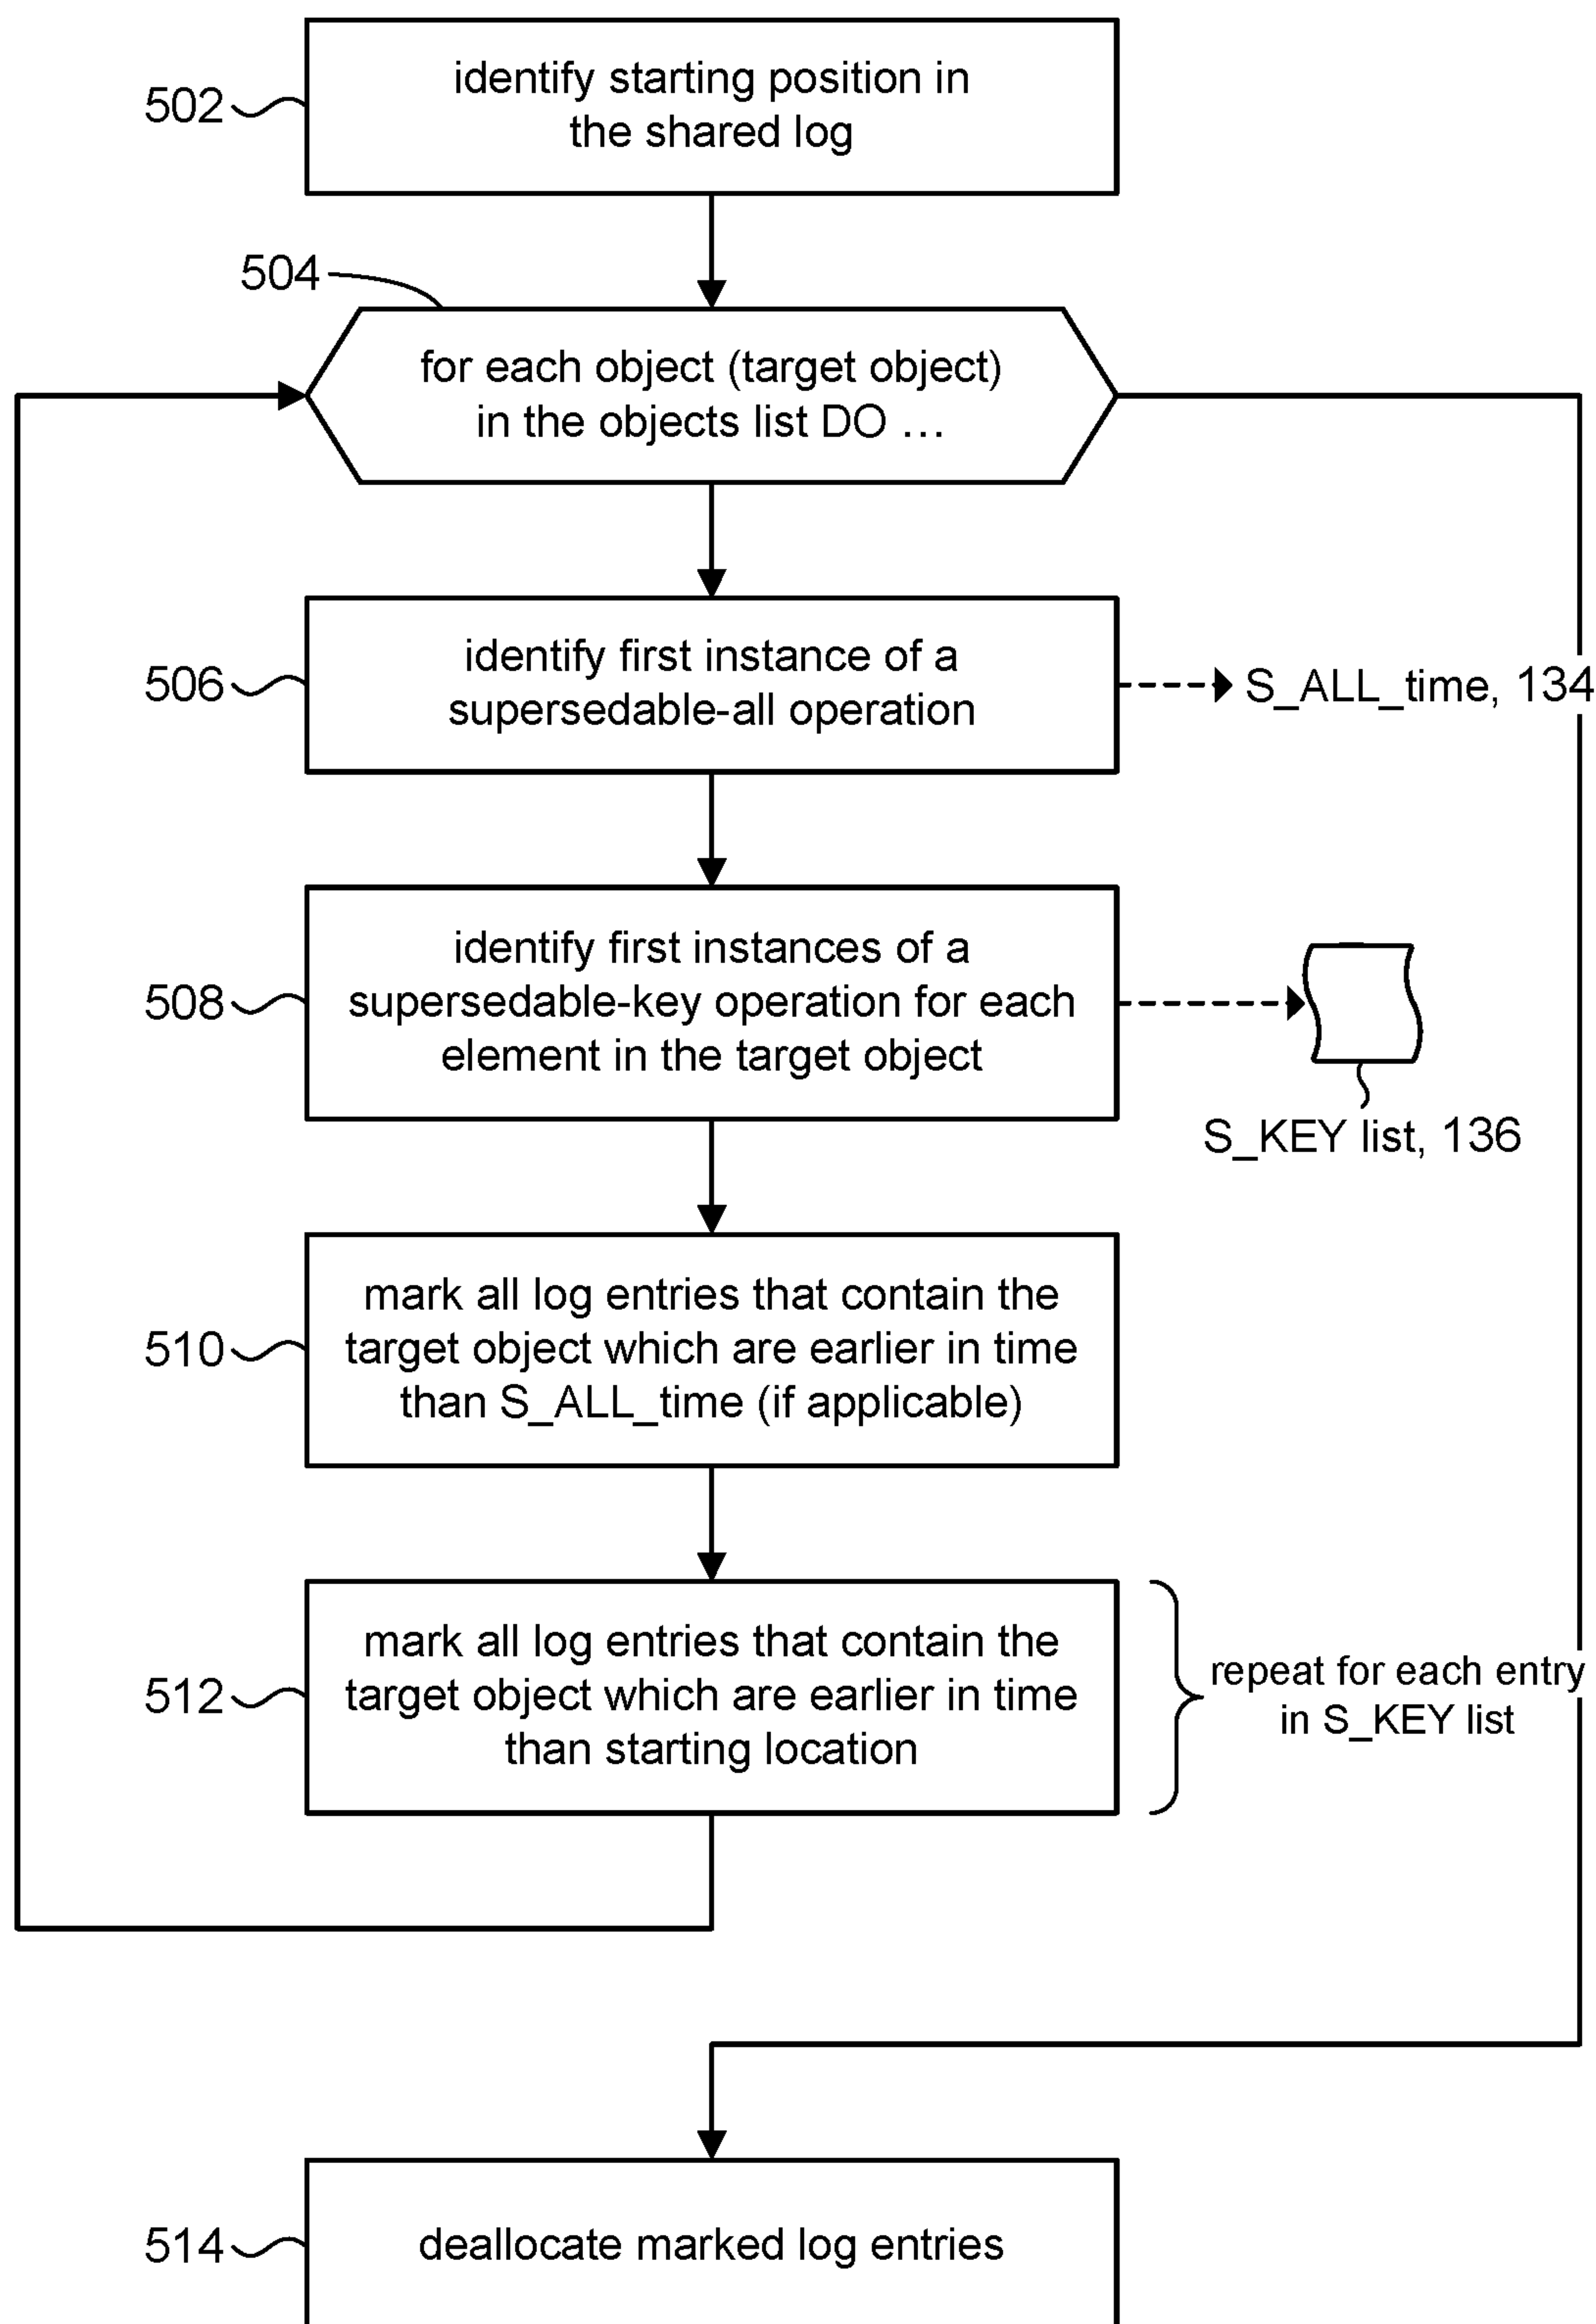 502
identify starting position in
the shared log
504
for each object (target object)
in the objects list DO …
506
identify first instance of a
supersedable-all operation
S_ALL_time, 134
508
identify first instances of a
supersedable-key operation for each
element in the target object
S_KEY list, 136
510
mark all log entries that contain the
target object which are earlier in time
than S_ALL_time (if applicable)
512
mark all log entries that contain the
target object which are earlier in time
than starting location
repeat for each entry
in S_KEY list
514
deallocate marked log entries